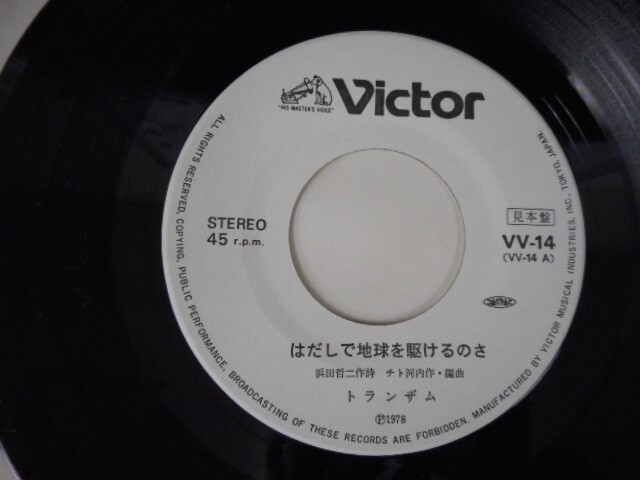 "HIS MASTER'S VOICE"
Victor
STEREO
45 r.p.m.
見本盤
VV-14
(VV-14 A)
はだしで地球を駆けるのさ
浜田哲二作詩 チト河内作・編曲
トランザム
Ⓟ1978
ALL RIGHTS RESERVED, COPYING, PUBLIC PERFORMANCE, BROADCASTING OF THESE RECORDS ARE FORBIDDEN. MANUFACTURED BY VICTOR MUSICAL INDUSTRIES, INC., TOKYO, JAPAN.